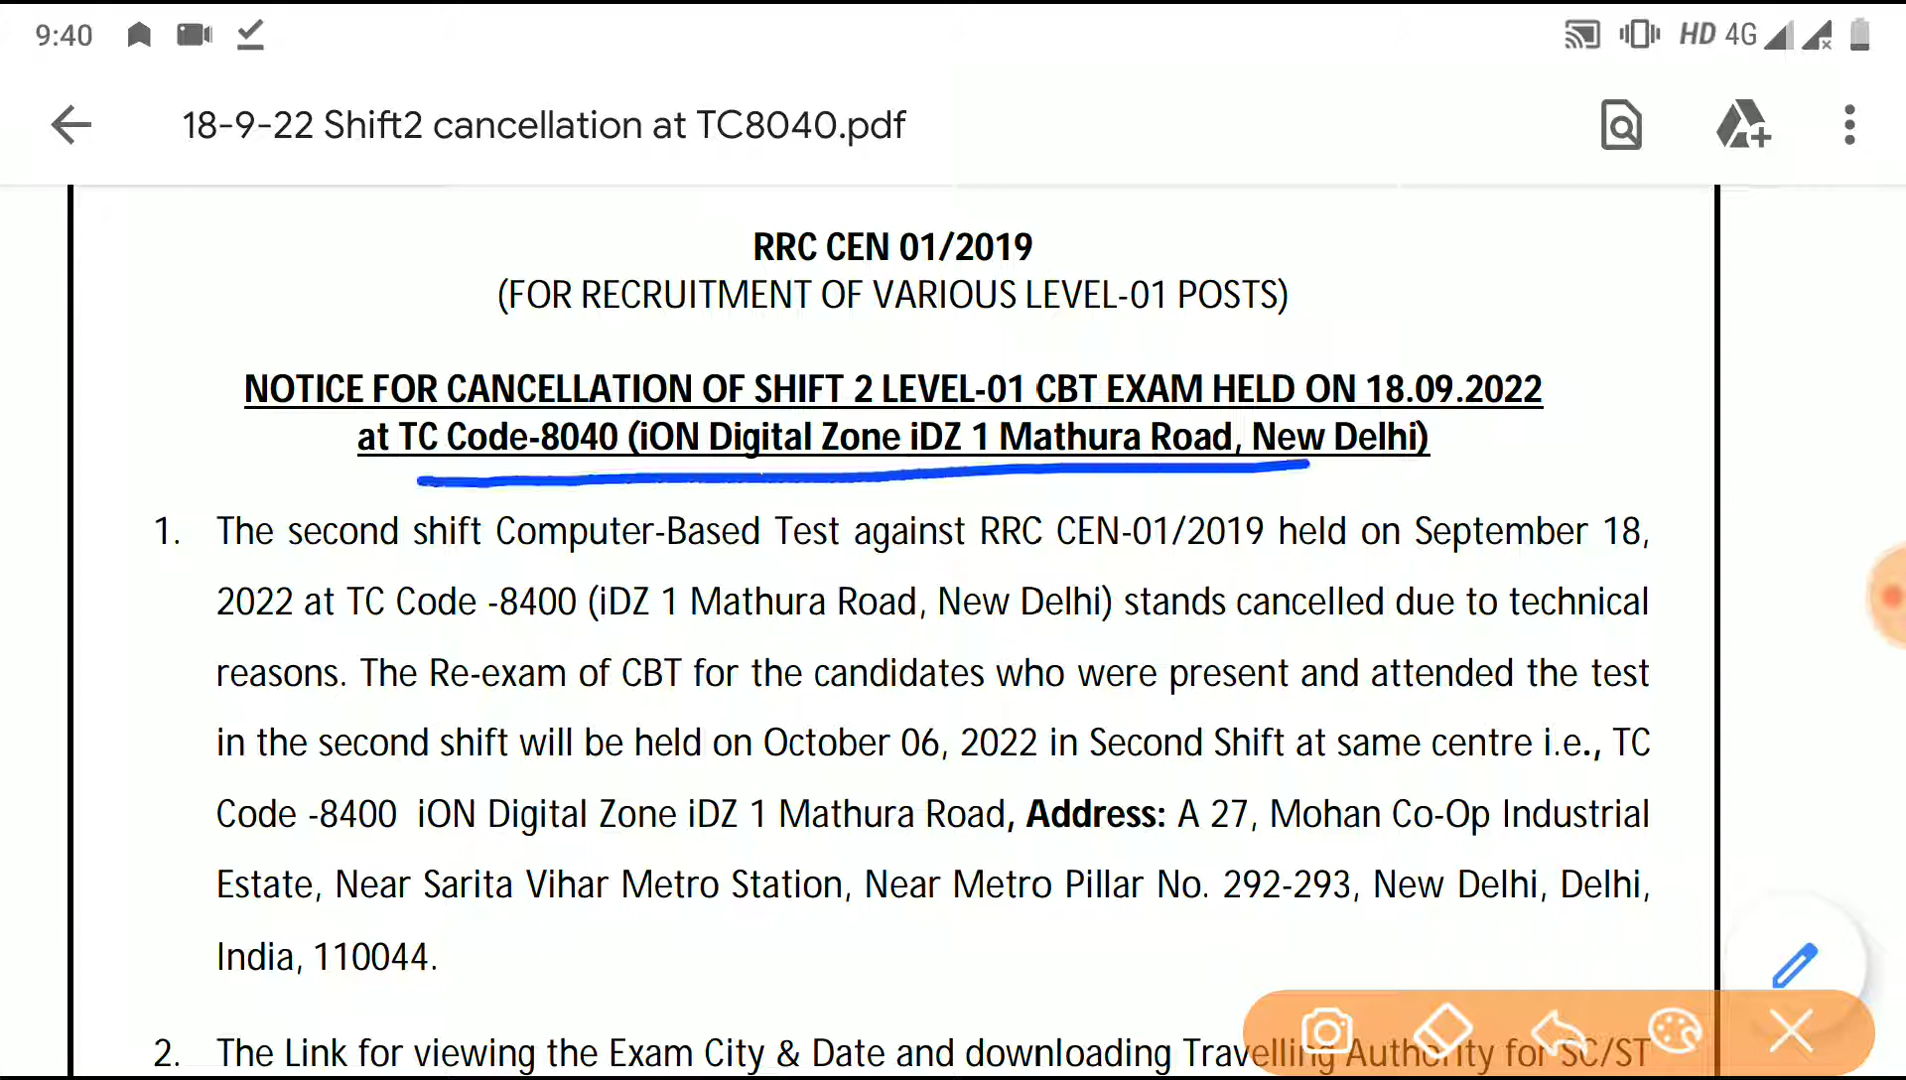 9:40 HD 4G
18-9-22 Shift2 cancellation at TC8040.pdf
RRC CEN 01/2019
(FOR RECRUITMENT OF VARIOUS LEVEL-01 POSTS)
NOTICE FOR CANCELLATION OF SHIFT 2 LEVEL-01 CBT EXAM HELD ON 18.09.2022
at TC Code-8040 (iON Digital Zone iDZ 1 Mathura Road, New Delhi)
1. The second shift Computer-Based Test against RRC CEN-01/2019 held on September 18,
2022 at TC Code -8400 (iDZ 1 Mathura Road, New Delhi) stands cancelled due to technical
reasons. The Re-exam of CBT for the candidates who were present and attended the test
in the second shift will be held on October 06, 2022 in Second Shift at same centre i.e., TC
Code -8400 iON Digital Zone iDZ 1 Mathura Road, Address: A 27, Mohan Co-Op Industrial
Estate, Near Sarita Vihar Metro Station, Near Metro Pillar No. 292-293, New Delhi, Delhi,
India, 110044.
2. The Link for viewing the Exam City & Date and downloading Travelling Authority for SC/ST